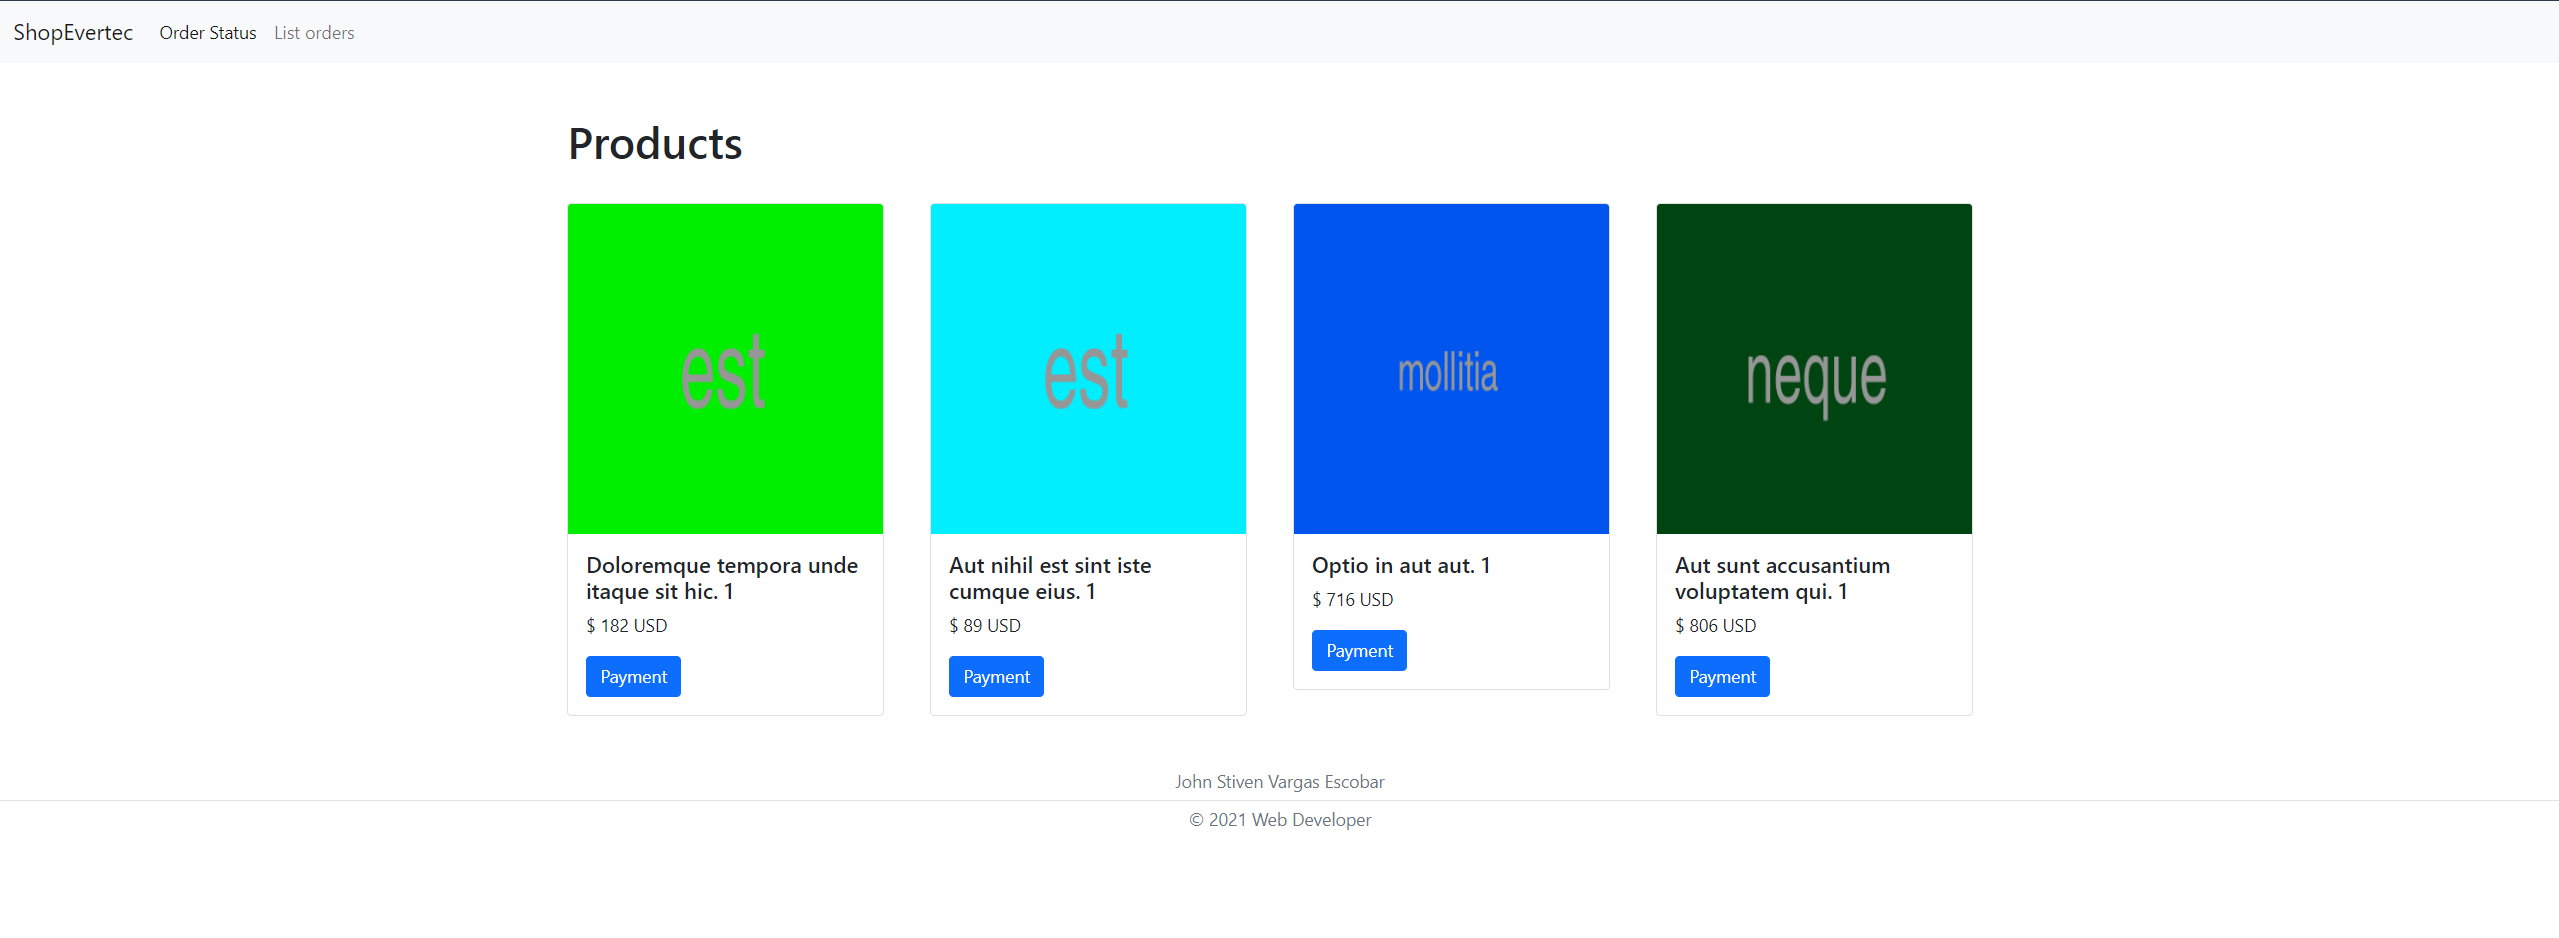 ShopEvertec Order Status List orders
Products
est
est
mollitia
neque
Doloremque tempora unde
itaque sit hic. 1
$ 182 USD
Payment
Aut nihil est sint iste
cumque eius. 1
$ 89 USD
Payment
Optio in aut aut. 1
$ 716 USD
Payment
Aut sunt accusantium
voluptatem qui. 1
$ 806 USD
Payment
John Stiven Vargas Escobar
© 2021 Web Developer